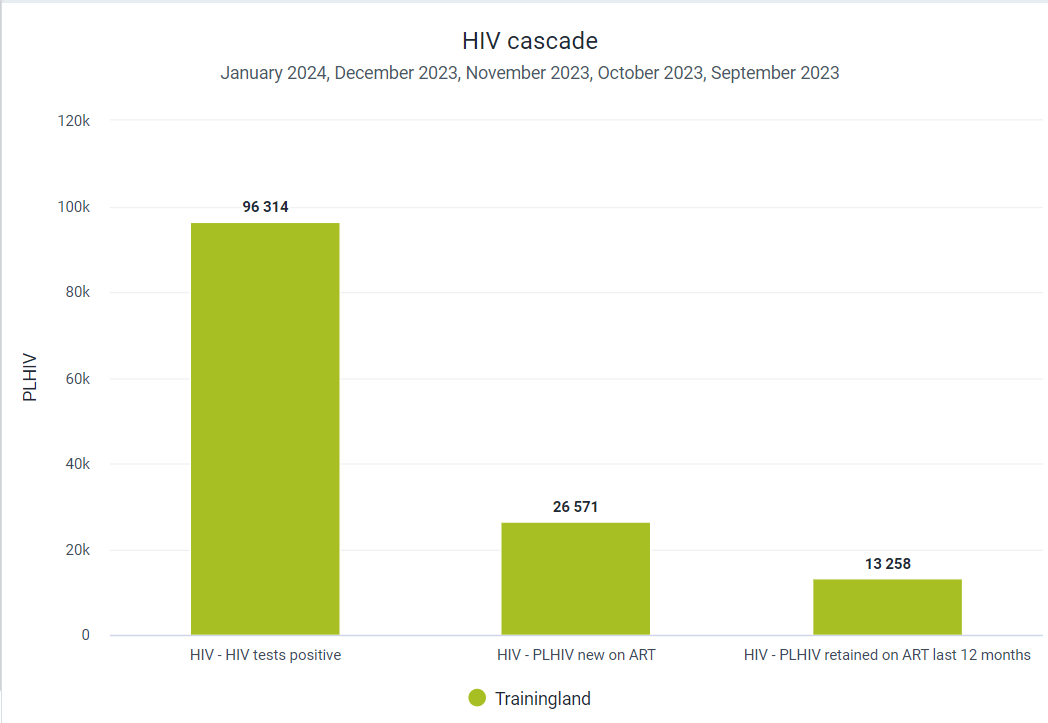 HIV cascade
January 2024, December 2023, November 2023, October 2023, September 2023
120k
100k
80k
60k
40k
20k
0
PLHIV
96 314
26 571
13 258
HIV - HIV tests positive
HIV - PLHIV new on ART
HIV - PLHIV retained on ART last 12 months
Trainingland